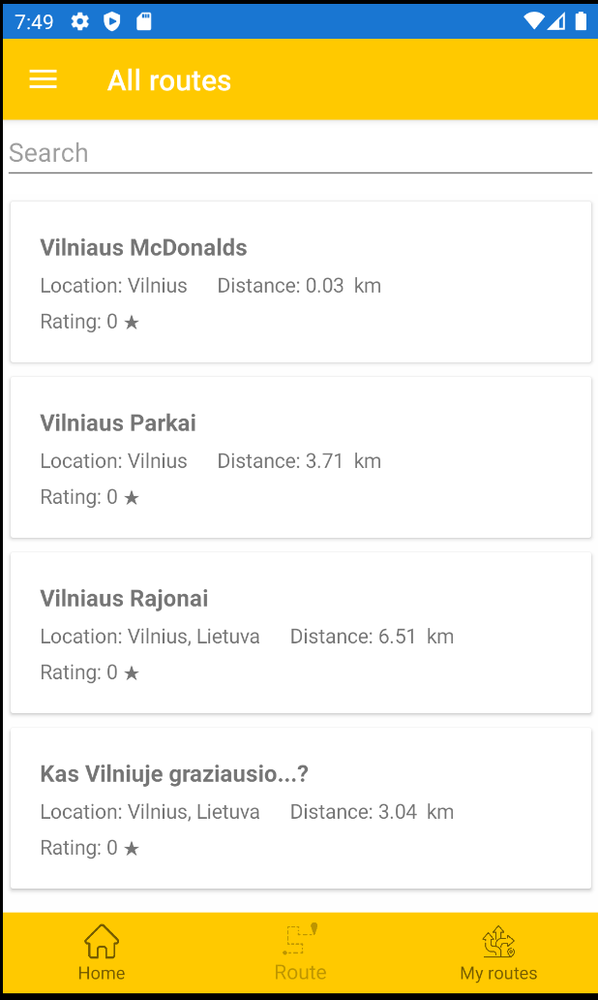 7:49
All routes
Search
Vilniaus McDonalds
Location: Vilnius Distance: 0.03 km
Rating: 0 ★
Vilniaus Parkai
Location: Vilnius Distance: 3.71 km
Rating: 0 ★
Vilniaus Rajonai
Location: Vilnius, Lietuva Distance: 6.51 km
Rating: 0 ★
Kas Vilniuje graziausio...?
Location: Vilnius, Lietuva Distance: 3.04 km
Rating: 0 ★
Home Route My routes